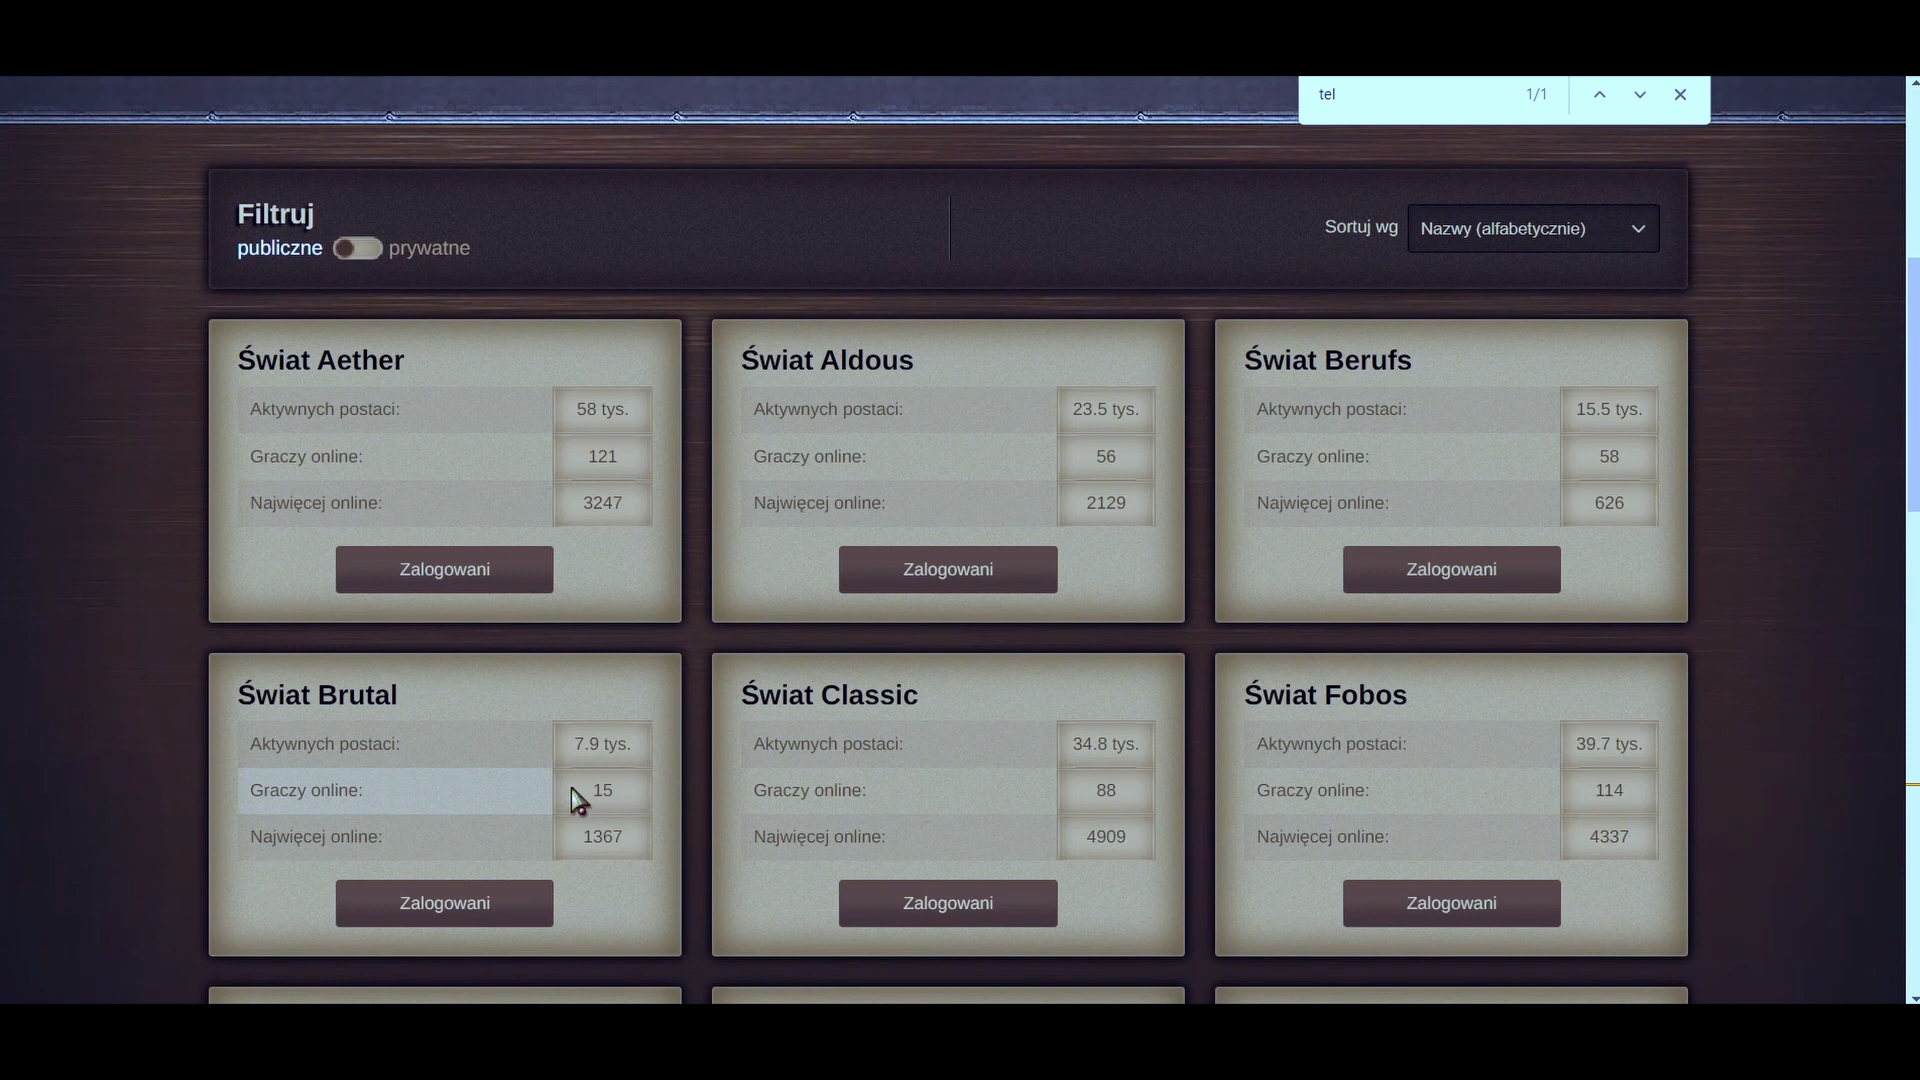 tel 1/1
Filtruj
publiczne prywatne
Sortuj wg Nazwy (alfabetycznie)
Świat Aether
Aktywnych postaci: 58 tys.
Graczy online: 121
Najwięcej online: 3247
Zalogowani
Świat Aldous
Aktywnych postaci: 23.5 tys.
Graczy online: 56
Najwięcej online: 2129
Zalogowani
Świat Berufs
Aktywnych postaci: 15.5 tys.
Graczy online: 58
Najwięcej online: 626
Zalogowani
Świat Brutal
Aktywnych postaci: 7.9 tys.
Graczy online: 15
Najwięcej online: 1367
Zalogowani
Świat Classic
Aktywnych postaci: 34.8 tys.
Graczy online: 88
Najwięcej online: 4909
Zalogowani
Świat Fobos
Aktywnych postaci: 39.7 tys.
Graczy online: 114
Najwięcej online: 4337
Zalogowani